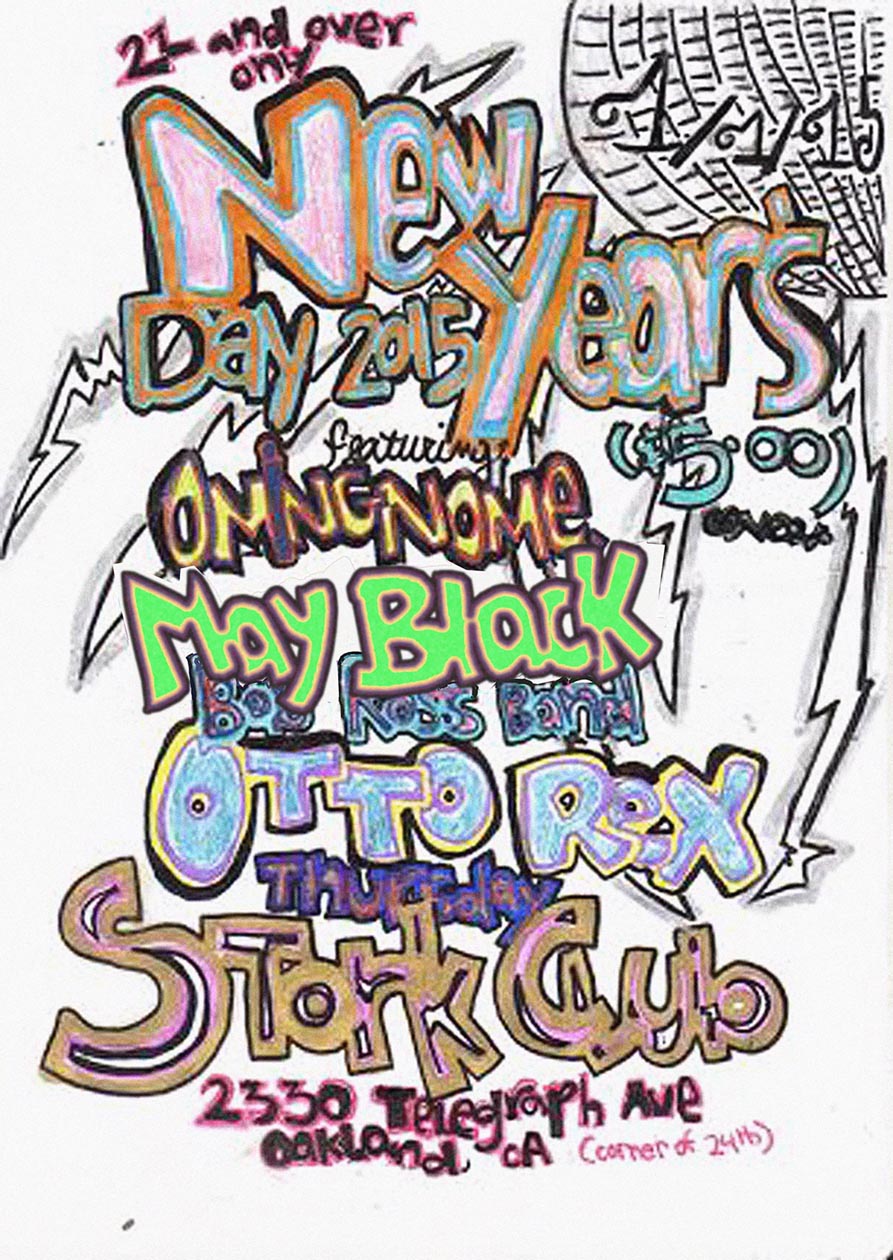 21 and over
only
1/1/15
New
Year's
Day 2015
featuring
($5.00)
OMiNGNOMe
cover
May Black
Bob Ross Band
OTTO ReX
Thursday
Stork Club
2330 Telegraph Ave
Oakland, CA (corner of 24th)